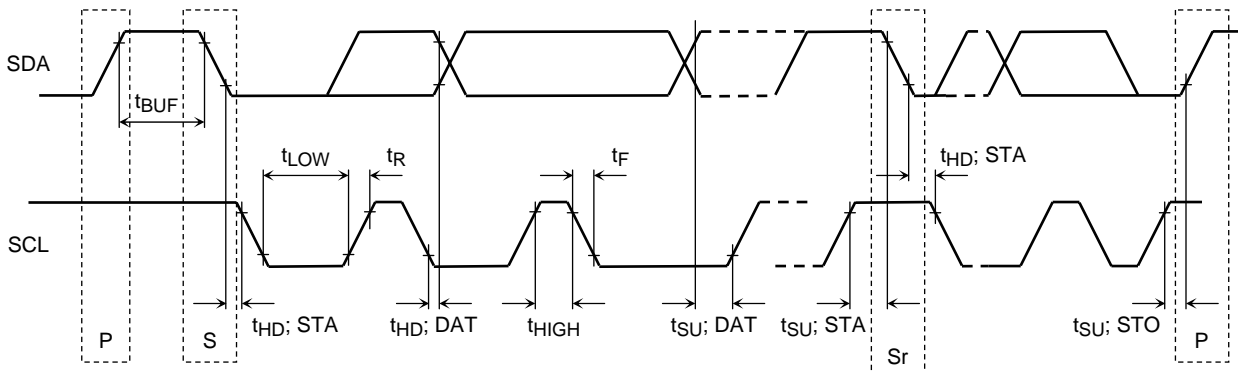 SDA
tBUF
tLOW
tR
tF
tHD; STA
SCL
tHD; STA
tHD; DAT
tHIGH
tSU; DAT
tSU; STA
tSU; STO
P
S
Sr
P